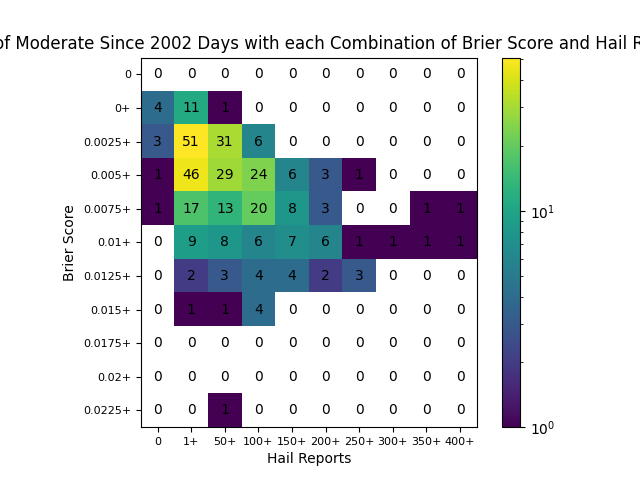 of Moderate Since 2002 Days with each Combination of Brier Score and Hail R
0 0 0 0 0 0 0 0 0 0 0
0+ 4 11 1 0 0 0 0 0 0 0
0.0025+ 3 51 31 6 0 0 0 0 0 0
0.005+ 1 46 29 24 6 3 1 0 0 0
0.0075+ 1 17 13 20 8 3 0 0 1 1
0.01+ 0 9 8 6 7 6 1 1 1 1
0.0125+ 0 2 3 4 4 2 3 0 0 0
0.015+ 0 1 1 4 0 0 0 0 0 0
0.0175+ 0 0 0 0 0 0 0 0 0 0
0.02+ 0 0 0 0 0 0 0 0 0 0
0.0225+ 0 0 1 0 0 0 0 0 0 0
0 1+ 50+ 100+ 150+ 200+ 250+ 300+ 350+ 400+
Hail Reports
Brier Score
10¹
10⁰